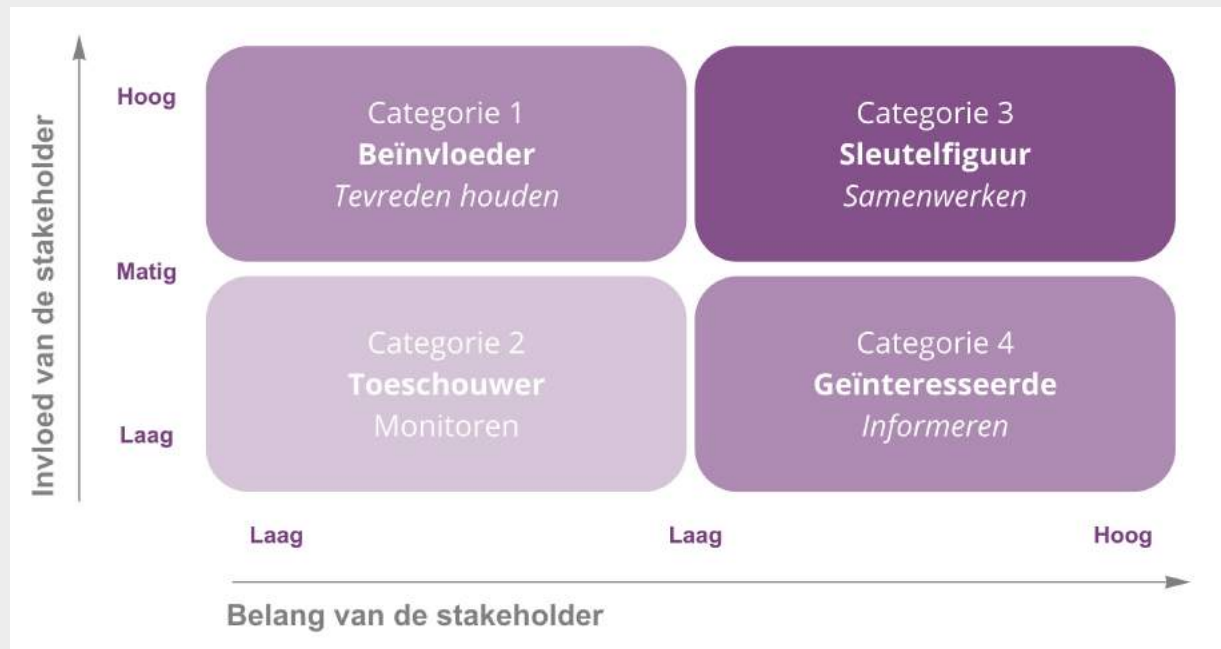 Invloed van de stakeholder
Hoog
Matig
Laag
Categorie 1
Beïnvloeder
Tevreden houden
Categorie 3
Sleutelfiguur
Samenwerken
Categorie 2
Toeschouwer
Monitoren
Categorie 4
Geïnteresseerde
Informeren
Laag
Laag
Hoog
Belang van de stakeholder